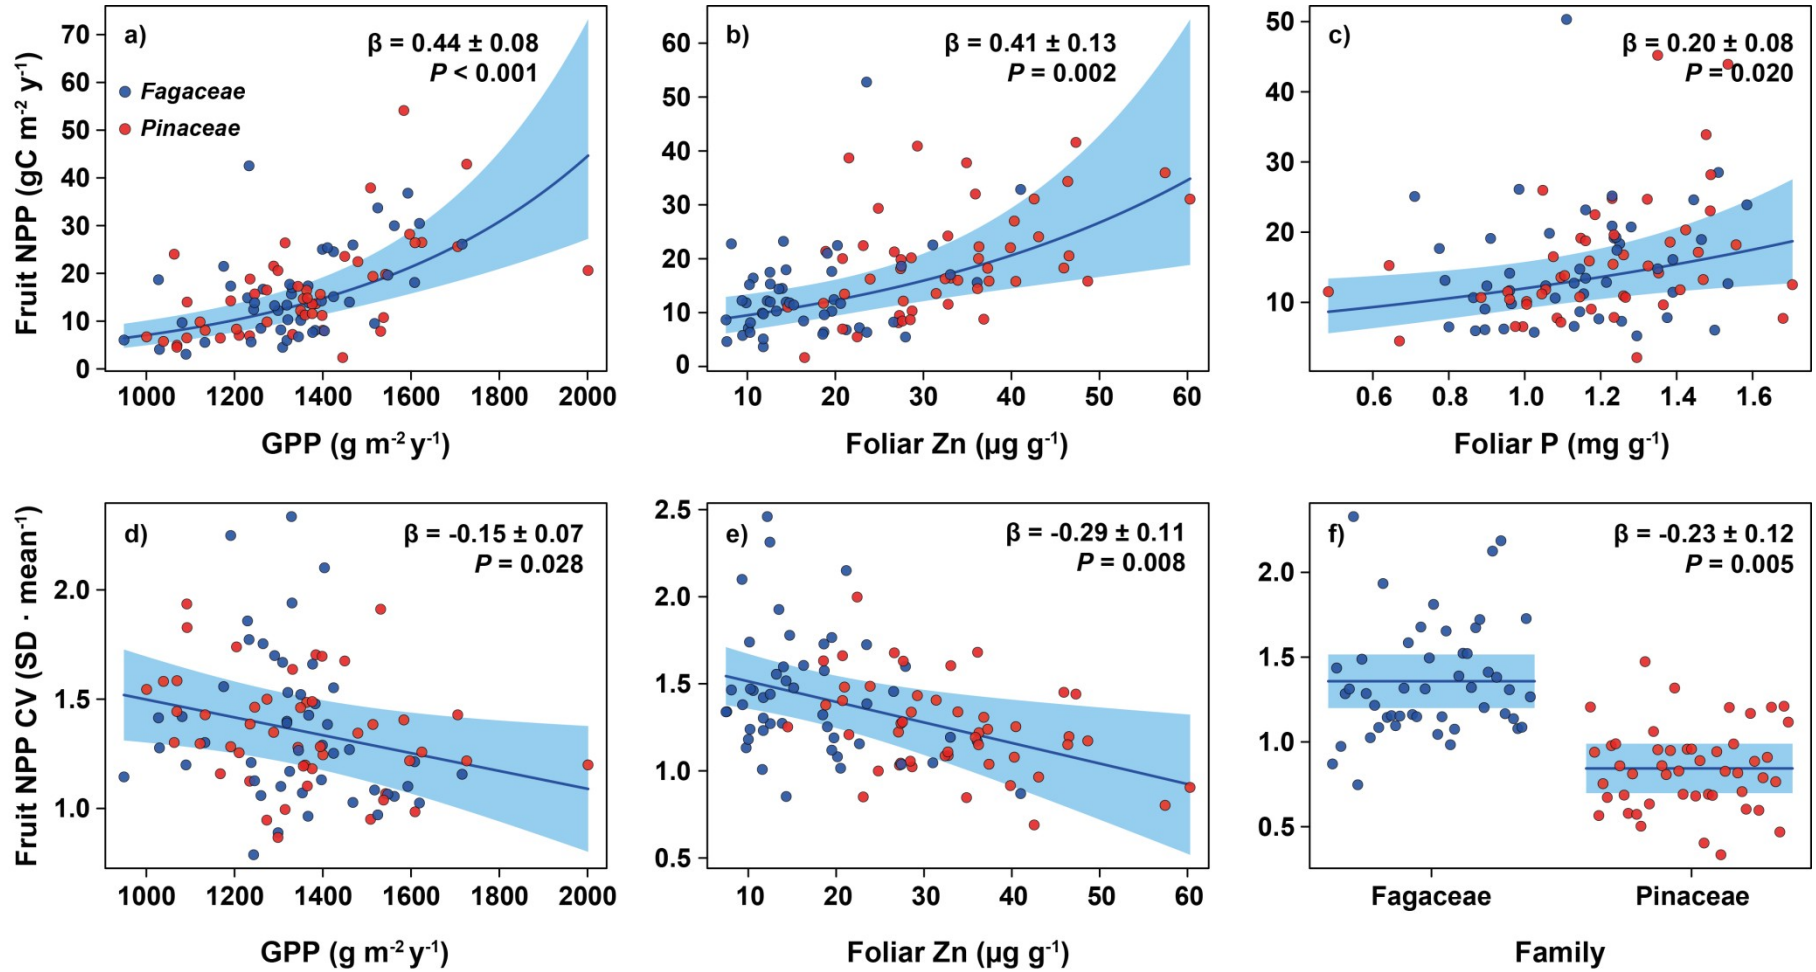 a)
β = 0.44 ± 0.08
P < 0.001
Fagaceae
Pinaceae
Fruit NPP (gC m⁻² y⁻¹)
70
60
50
40
30
20
10
0
1000 1200 1400 1600 1800 2000
GPP (g m⁻² y⁻¹)
b)
β = 0.41 ± 0.13
P = 0.002
60
50
40
30
20
10
0
10 20 30 40 50 60
Foliar Zn (µg g⁻¹)
c)
β = 0.20 ± 0.08
P = 0.020
50
40
30
20
10
0.6 0.8 1.0 1.2 1.4 1.6
Foliar P (mg g⁻¹)
d)
β = -0.15 ± 0.07
P = 0.028
Fruit NPP CV (SD · mean⁻¹)
2.0
1.5
1.0
1000 1200 1400 1600 1800 2000
GPP (g m⁻² y⁻¹)
e)
β = -0.29 ± 0.11
P = 0.008
2.5
2.0
1.5
1.0
0.5
10 20 30 40 50 60
Foliar Zn (µg g⁻¹)
f)
β = -0.23 ± 0.12
P = 0.005
2.0
1.5
1.0
0.5
Fagaceae Pinaceae
Family